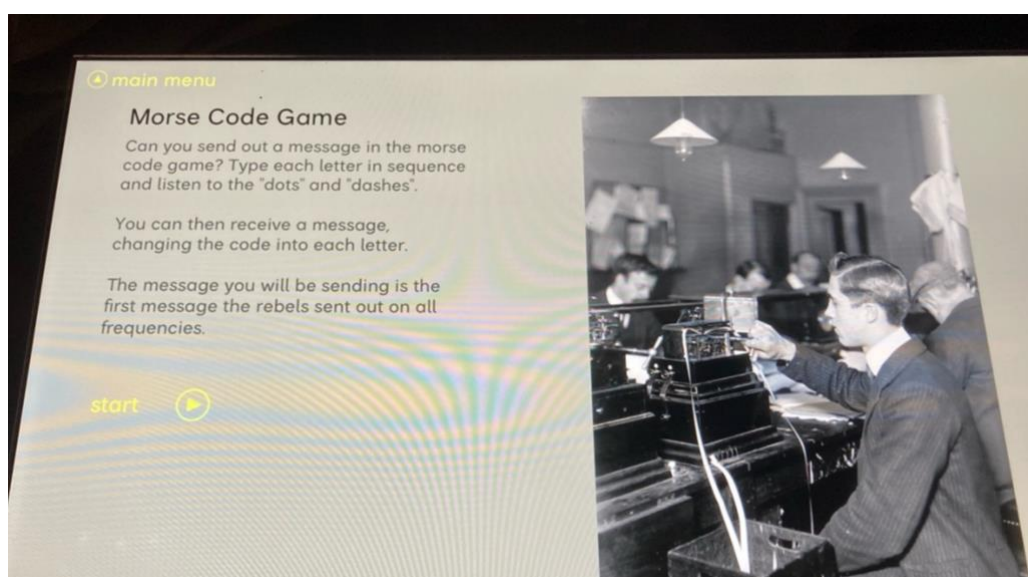 main menu
Morse Code Game
Can you send out a message in the morse
code game? Type each letter in sequence
and listen to the "dots" and "dashes".
You can then receive a message,
changing the code into each letter.
The message you will be sending is the
first message the rebels sent out on all
frequencies.
start